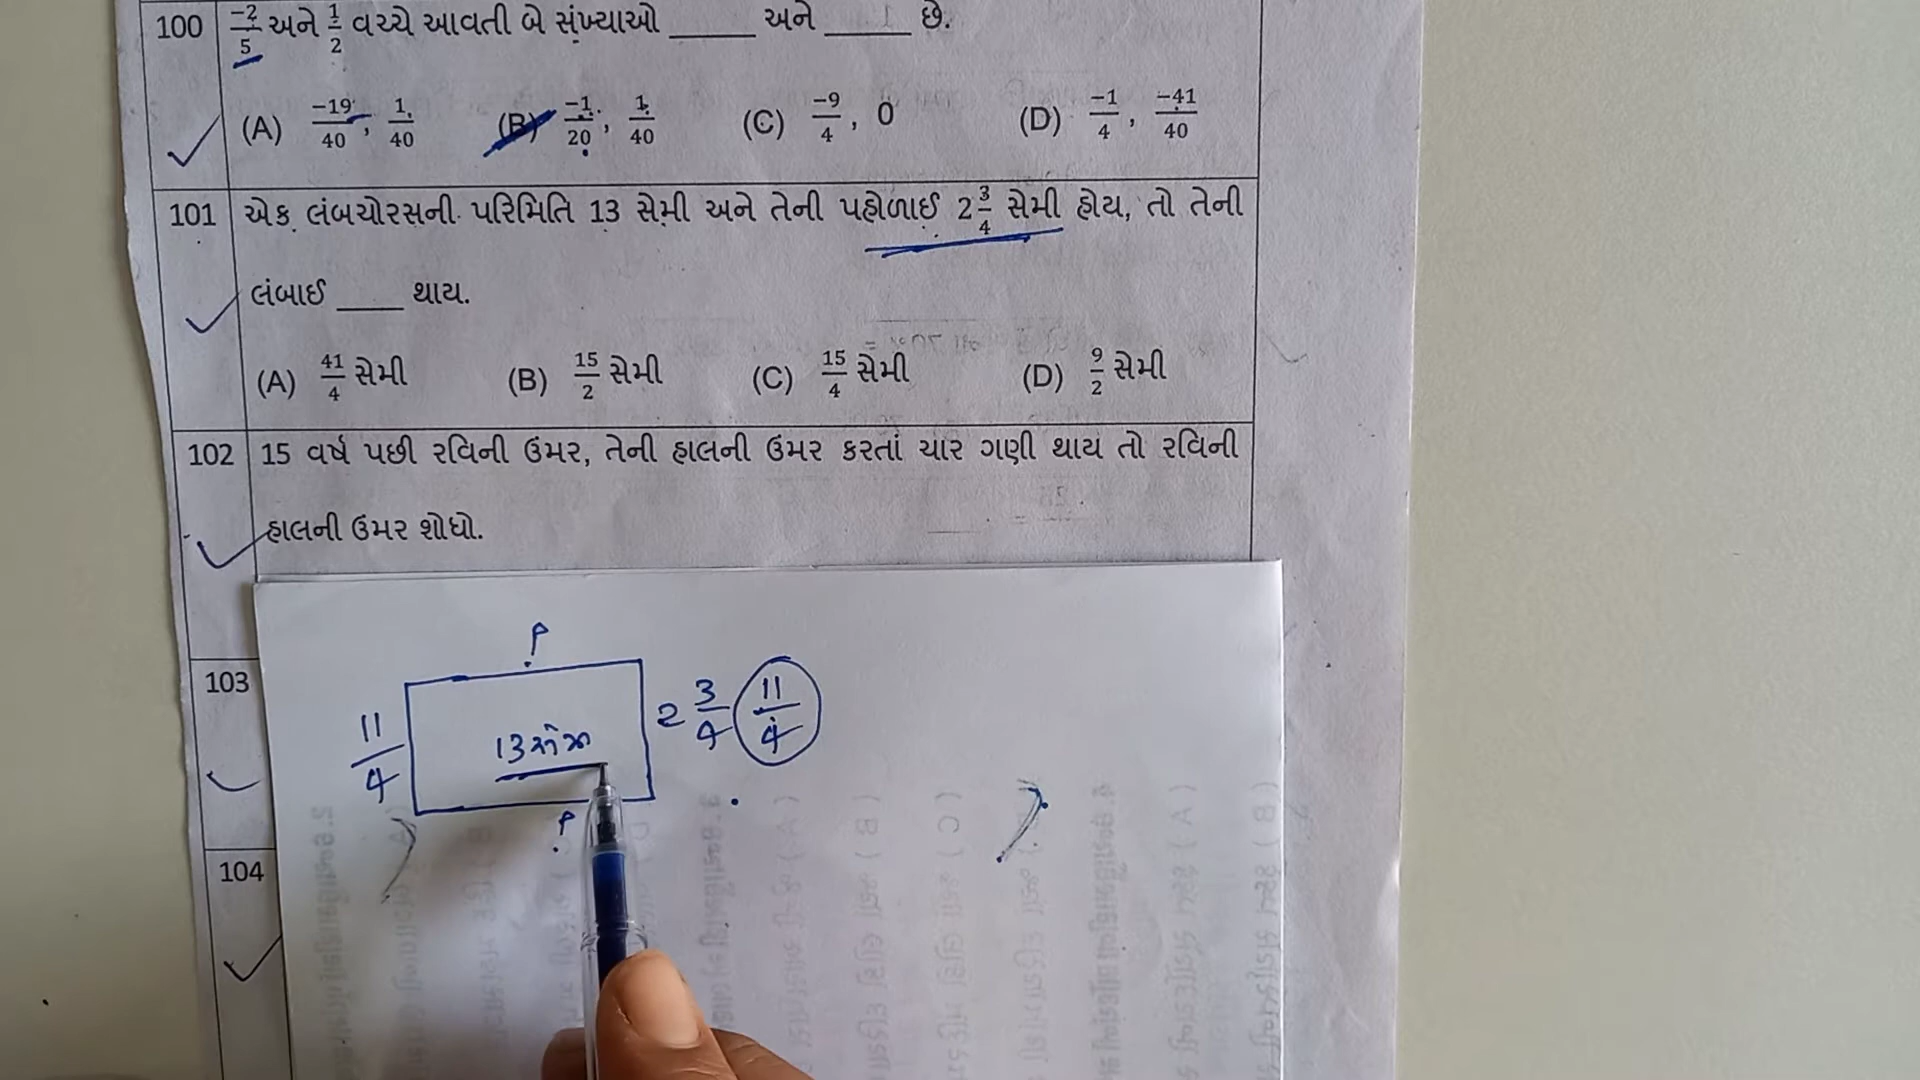 100 -2/5 અને 1/2 વચ્ચે આવતી બે સંખ્યાઓ _____ અને _____ છે.
(A) -19/40, 1/40 (B) -1/20, 1/40 (C) -9/4, 0 (D) -1/4, -41/40
101 એક લંબચોરસની પરિમિતિ 13 સેમી અને તેની પહોળાઈ 2 3/4 સેમી હોય, તો તેની
લંબાઈ ____ થાય.
(A) 41/4 સેમી (B) 15/2 સેમી (C) 15/4 સેમી (D) 9/2 સેમી
102 15 વર્ષ પછી રવિની ઉંમર, તેની હાલની ઉંમર કરતાં ચાર ગણી થાય તો રવિની
હાલની ઉંમર શોધો.
103
104
?
11/4 13સેમી 2 3/4 11/4
?